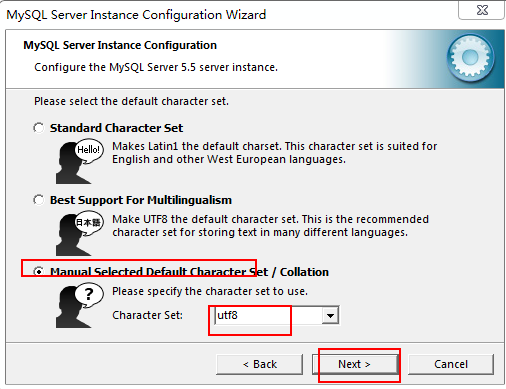 MySQL Server Instance Configuration Wizard
MySQL Server Instance Configuration
Configure the MySQL Server 5.5 server instance.
Please select the default character set.
Standard Character Set
Hello!
Makes Latin1 the default charset. This character set is suited for
English and other West European languages.
Best Support For Multilingualism
日本語
Make UTF8 the default character set. This is the recommended
character set for storing text in many different languages.
Manual Selected Default Character Set / Collation
?
Please specify the character set to use.
Character Set: utf8
< Back Next > Cancel